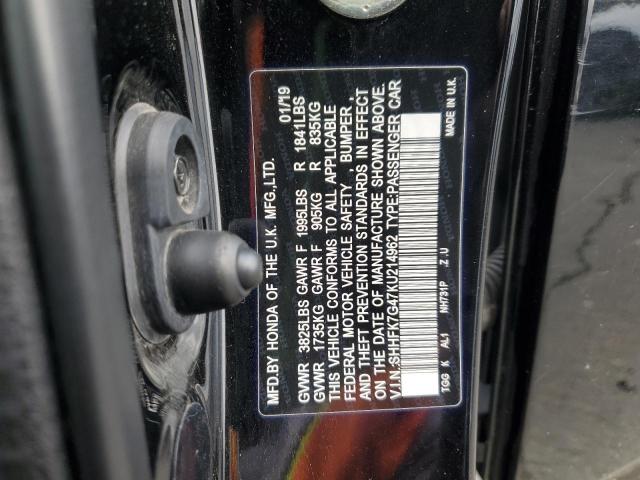 MFD.BY HONDA OF THE U.K. MFG.,LTD. 01/19
GVWR 3825LBS GAWR F 1995LBS R 1841LBS
GVWR 1735KG GAWR F 905KG R 835KG
THIS VEHICLE CONFORMS TO ALL APPLICABLE
FEDERAL MOTOR VEHICLE SAFETY , BUMPER ,
AND THEFT PREVENTION STANDARDS IN EFFECT
ON THE DATE OF MANUFACTURE SHOWN ABOVE.
V.I.N.:SHHFK7G47KU214962 TYPE:PASSENGER CAR
TGG K AL1 NH731P Z U
MADE IN U.K.